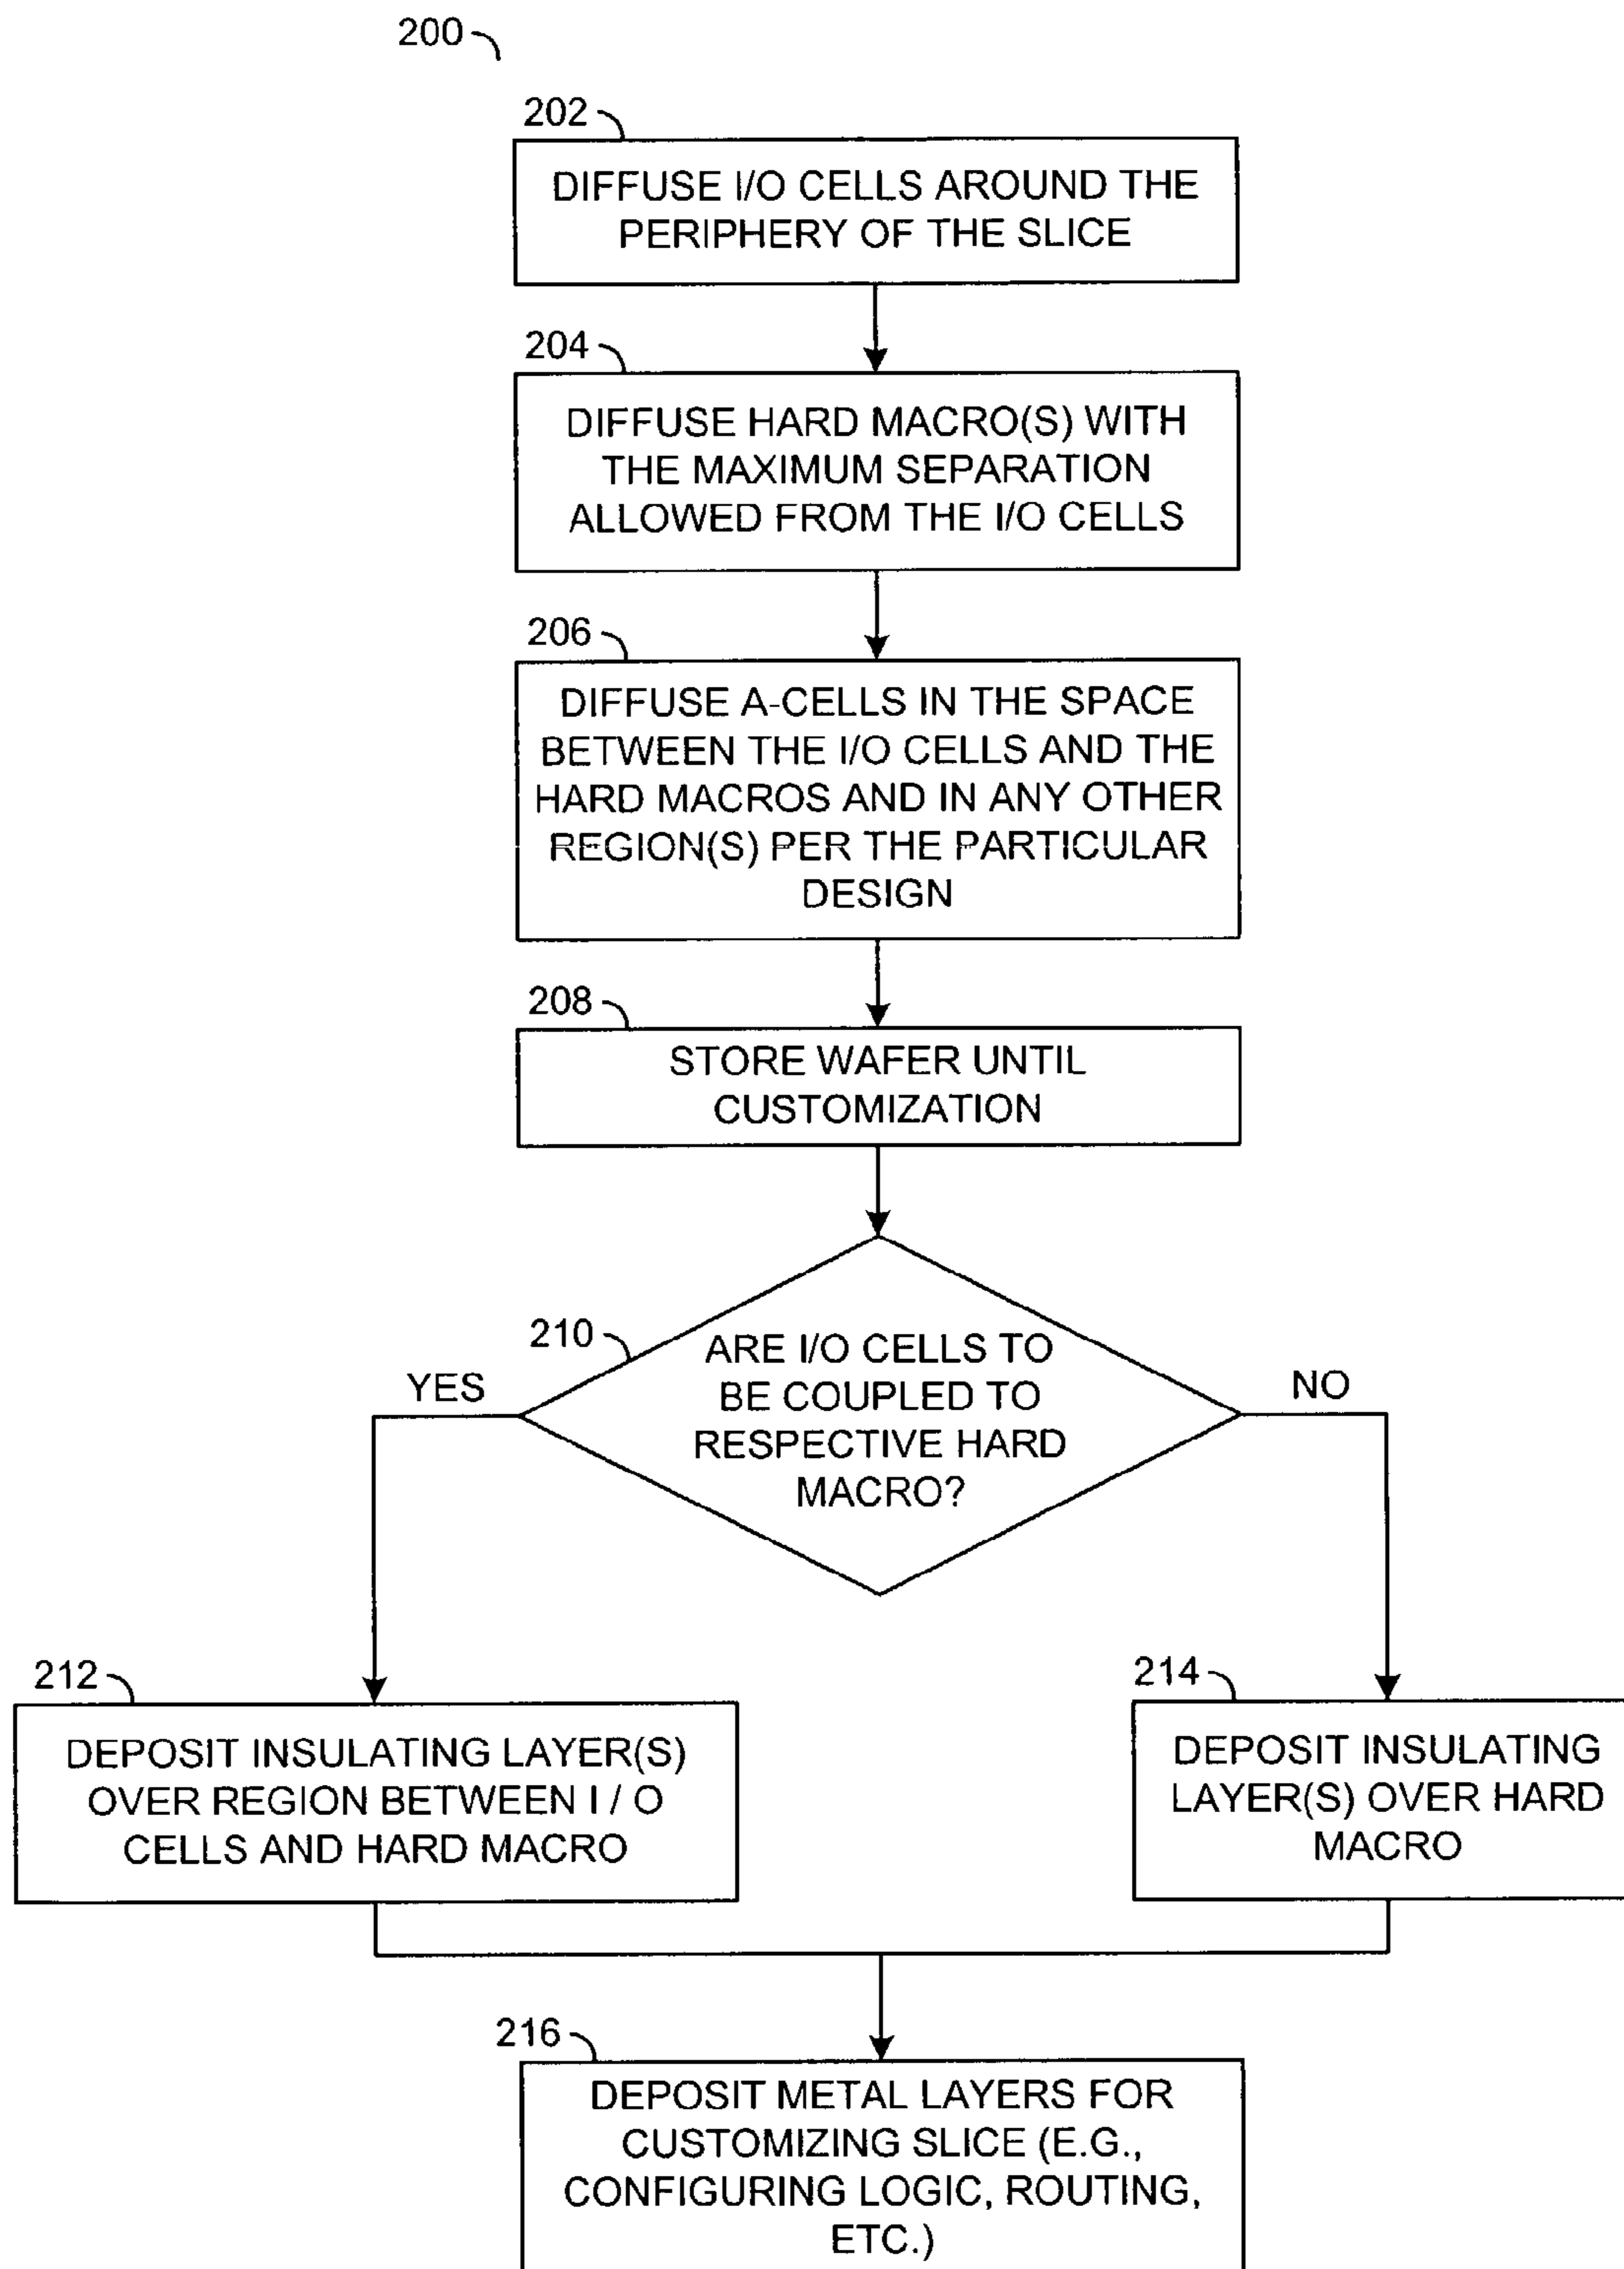 200
202
DIFFUSE I/O CELLS AROUND THE
PERIPHERY OF THE SLICE
204
DIFFUSE HARD MACRO(S) WITH
THE MAXIMUM SEPARATION
ALLOWED FROM THE I/O CELLS
206
DIFFUSE A-CELLS IN THE SPACE
BETWEEN THE I/O CELLS AND THE
HARD MACROS AND IN ANY OTHER
REGION(S) PER THE PARTICULAR
DESIGN
208
STORE WAFER UNTIL
CUSTOMIZATION
210
ARE I/O CELLS TO
BE COUPLED TO
RESPECTIVE HARD
MACRO?
YES
NO
212
DEPOSIT INSULATING LAYER(S)
OVER REGION BETWEEN I / O
CELLS AND HARD MACRO
214
DEPOSIT INSULATING
LAYER(S) OVER HARD
MACRO
216
DEPOSIT METAL LAYERS FOR
CUSTOMIZING SLICE (E.G.,
CONFIGURING LOGIC, ROUTING,
ETC.)